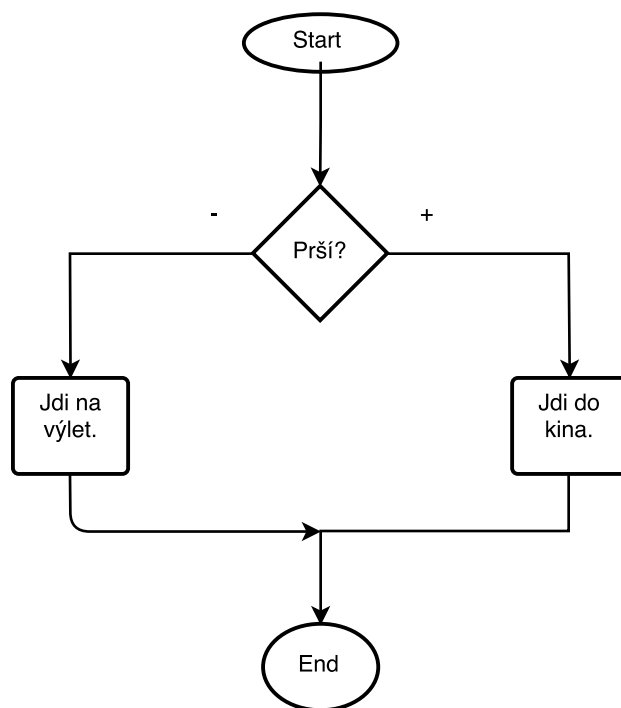 Start
- +
Prší?
Jdi na
výlet.
Jdi do
kina.
End